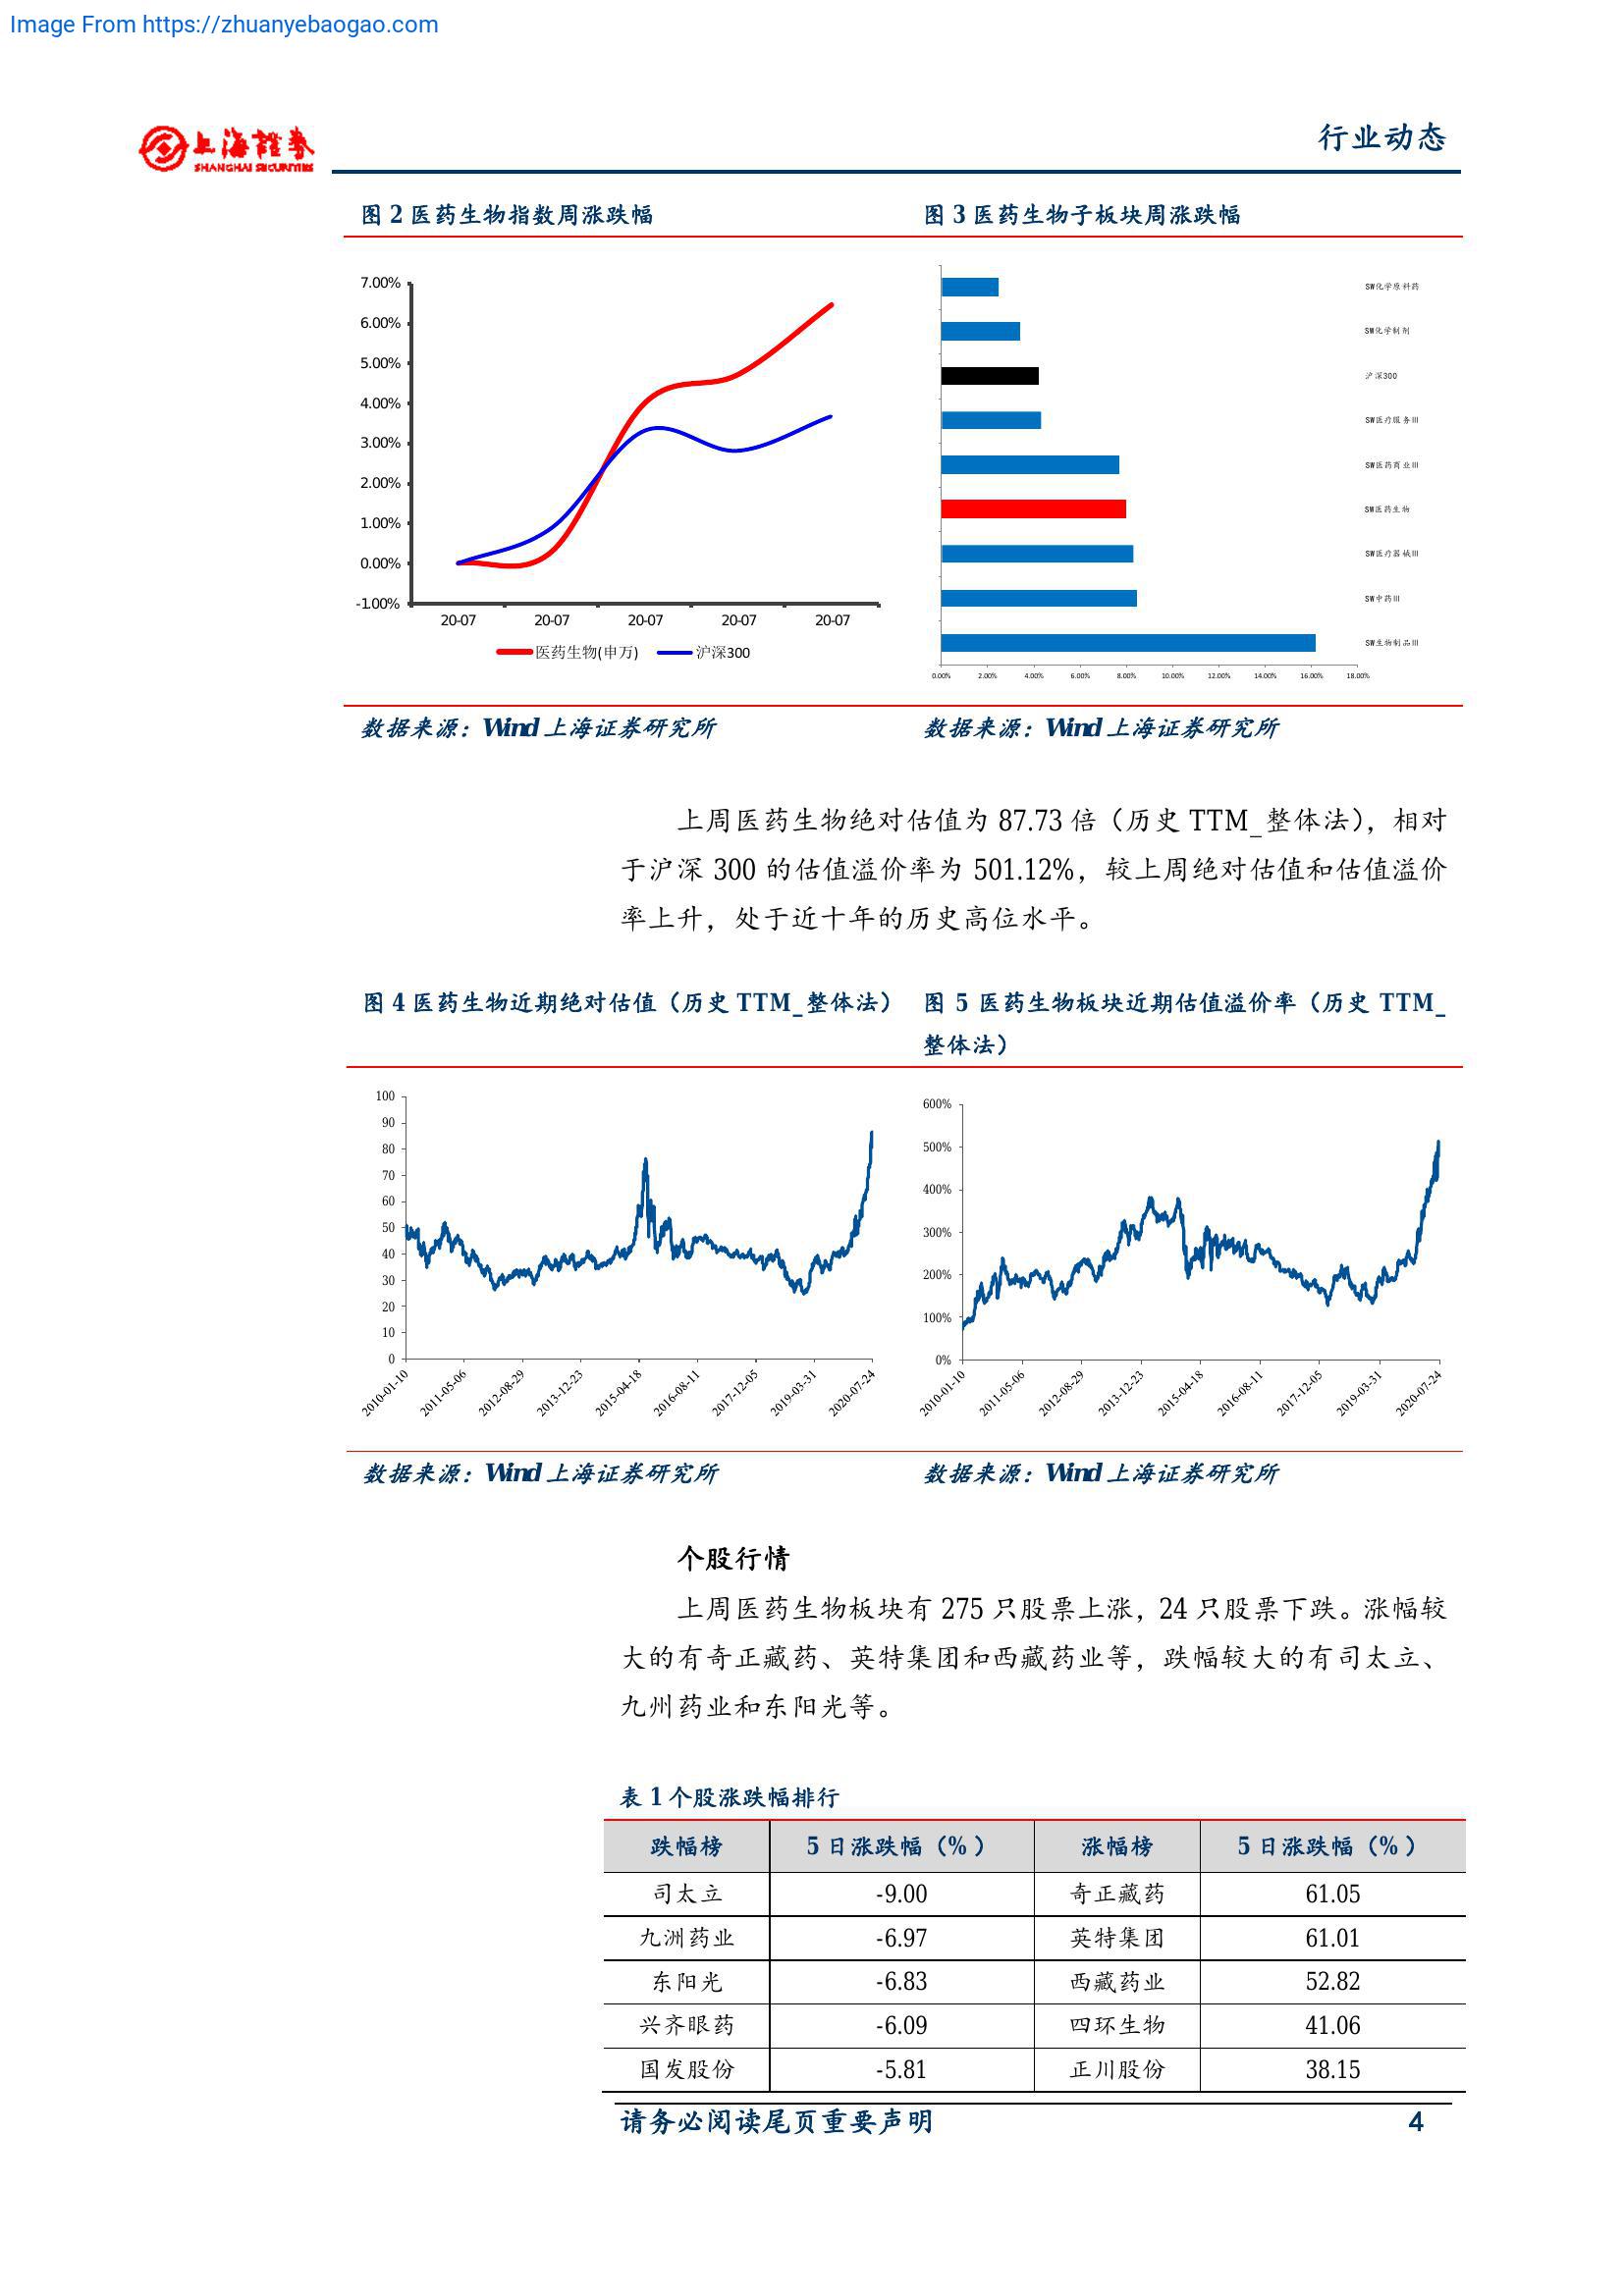 Image From https://zhuanyebaogao.com
上海證券
SHANGHAI SECURITIES
行业动态
图 2 医药生物指数周涨跌幅
图 3 医药生物子板块周涨跌幅
7.00%
6.00%
5.00%
4.00%
3.00%
2.00%
1.00%
0.00%
-1.00%
20-07 20-07 20-07 20-07 20-07
医药生物(申万) 沪深300
SW化学原料药
SW化学制剂
沪深300
SW医疗服务III
SW医药商业III
SW医药生物
SW医疗器械III
SW中药III
SW生物制品III
0.00% 2.00% 4.00% 6.00% 8.00% 10.00% 12.00% 14.00% 16.00% 18.00%
数据来源：Wind 上海证券研究所
数据来源：Wind 上海证券研究所
上周医药生物绝对估值为 87.73 倍（历史 TTM_整体法），相对
于沪深 300 的估值溢价率为 501.12%，较上周绝对估值和估值溢价
率上升，处于近十年的历史高位水平。
图 4 医药生物近期绝对估值（历史 TTM_整体法）
图 5 医药生物板块近期估值溢价率（历史 TTM_
整体法）
100
90
80
70
60
50
40
30
20
10
0
2010-01-10 2011-05-06 2012-08-29 2013-12-23 2015-04-18 2016-08-11 2017-12-05 2019-03-31 2020-07-24
600%
500%
400%
300%
200%
100%
0%
2010-01-10 2011-05-06 2012-08-29 2013-12-23 2015-04-18 2016-08-11 2017-12-05 2019-03-31 2020-07-24
数据来源：Wind 上海证券研究所
数据来源：Wind 上海证券研究所
个股行情
上周医药生物板块有 275 只股票上涨，24 只股票下跌。涨幅较
大的有奇正藏药、英特集团和西藏药业等，跌幅较大的有司太立、
九州药业和东阳光等。
表 1 个股涨跌幅排行
跌幅榜 5 日涨跌幅（%） 涨幅榜 5 日涨跌幅（%）
司太立 -9.00 奇正藏药 61.05
九洲药业 -6.97 英特集团 61.01
东阳光 -6.83 西藏药业 52.82
兴齐眼药 -6.09 四环生物 41.06
国发股份 -5.81 正川股份 38.15
请务必阅读尾页重要声明 4